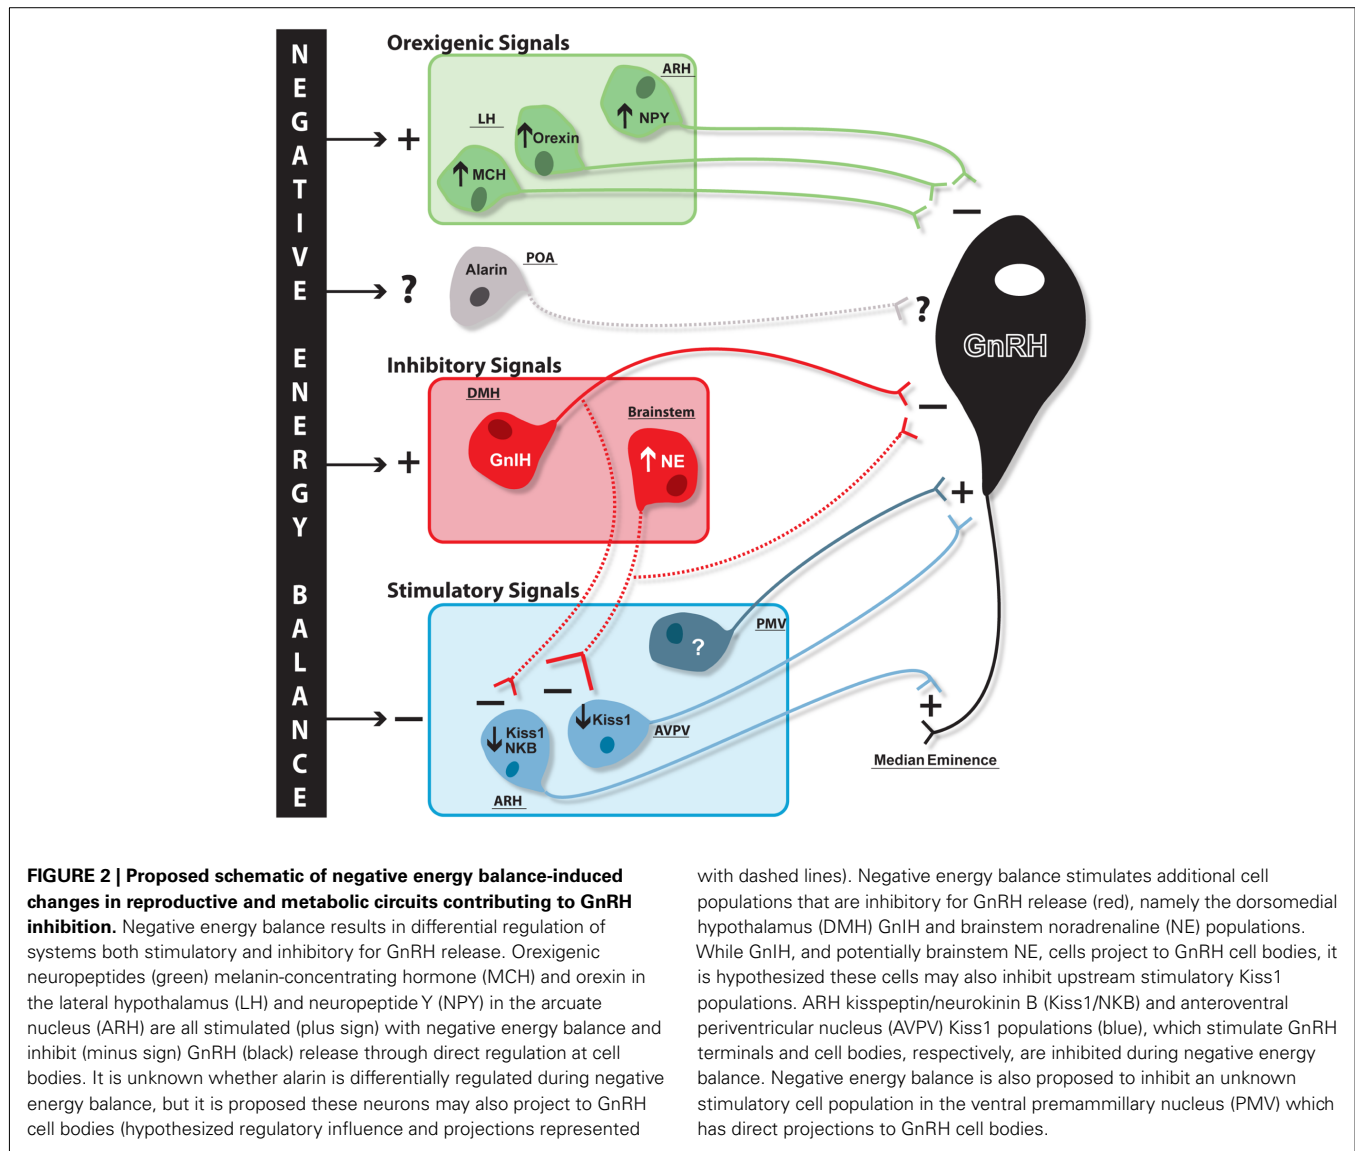 NEGATIVE ENERGY BALANCE
Orexigenic Signals
ARH
NPY
LH
Orexin
MCH
+
−
?
Alarin
POA
?
GnRH
Inhibitory Signals
DMH
GnIH
Brainstem
NE
+
−
+
Stimulatory Signals
PMV
?
−
−
−
Kiss1
AVPV
Kiss1
NKB
ARH
+
Median Eminence
FIGURE 2 | Proposed schematic of negative energy balance-induced
changes in reproductive and metabolic circuits contributing to GnRH
inhibition. Negative energy balance results in differential regulation of
systems both stimulatory and inhibitory for GnRH release. Orexigenic
neuropeptides (green) melanin-concentrating hormone (MCH) and orexin in
the lateral hypothalamus (LH) and neuropeptide Y (NPY) in the arcuate
nucleus (ARH) are all stimulated (plus sign) with negative energy balance and
inhibit (minus sign) GnRH (black) release through direct regulation at cell
bodies. It is unknown whether alarin is differentially regulated during negative
energy balance, but it is proposed these neurons may also project to GnRH
cell bodies (hypothesized regulatory influence and projections represented
with dashed lines). Negative energy balance stimulates additional cell
populations that are inhibitory for GnRH release (red), namely the dorsomedial
hypothalamus (DMH) GnIH and brainstem noradrenaline (NE) populations.
While GnIH, and potentially brainstem NE, cells project to GnRH cell bodies, it
is hypothesized these cells may also inhibit upstream stimulatory Kiss1
populations. ARH kisspeptin/neurokinin B (Kiss1/NKB) and anteroventral
periventricular nucleus (AVPV) Kiss1 populations (blue), which stimulate GnRH
terminals and cell bodies, respectively, are inhibited during negative energy
balance. Negative energy balance is also proposed to inhibit an unknown
stimulatory cell population in the ventral premammillary nucleus (PMV) which
has direct projections to GnRH cell bodies.